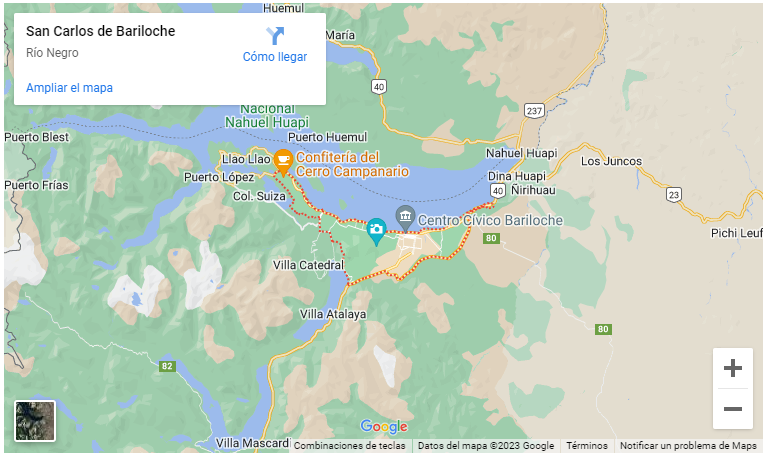 San Carlos de Bariloche
Río Negro
Cómo llegar
Ampliar el mapa
Huemul
María
40
237
Nacional
Nahuel Huapi
Puerto Blest
Puerto Huemul
Nahuel Huapi
Llao Llao
Confitería del
Cerro Campanario
Los Juncos
Puerto López
Dina Huapi
Puerto Frías
40
Ñirihuau
Col. Suiza
23
Centro Cívico Bariloche
Pichi Leuf
80
Villa Catedral
Villa Atalaya
80
82
Google
Villa Mascardi
Combinaciones de teclas
Datos del mapa ©2023 Google
Términos
Notificar un problema de Maps